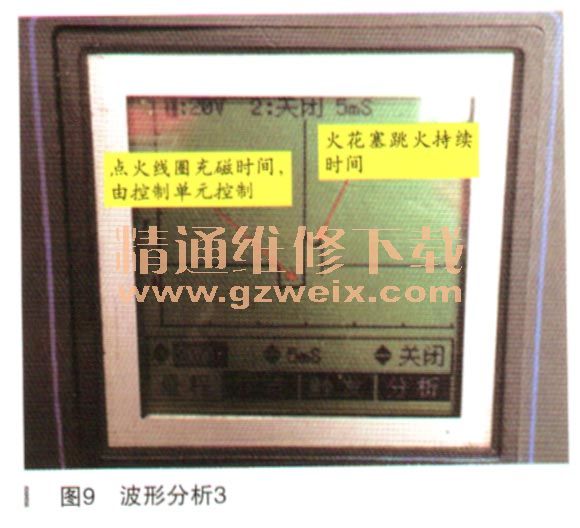 1:20V 2:关闭 5mS
火花塞跳火持续
时间
点火线圈充磁时间，
由控制单元控制
精通维修下载
www.gzweix.com
5mS
关闭
分析
图9 波形分析3